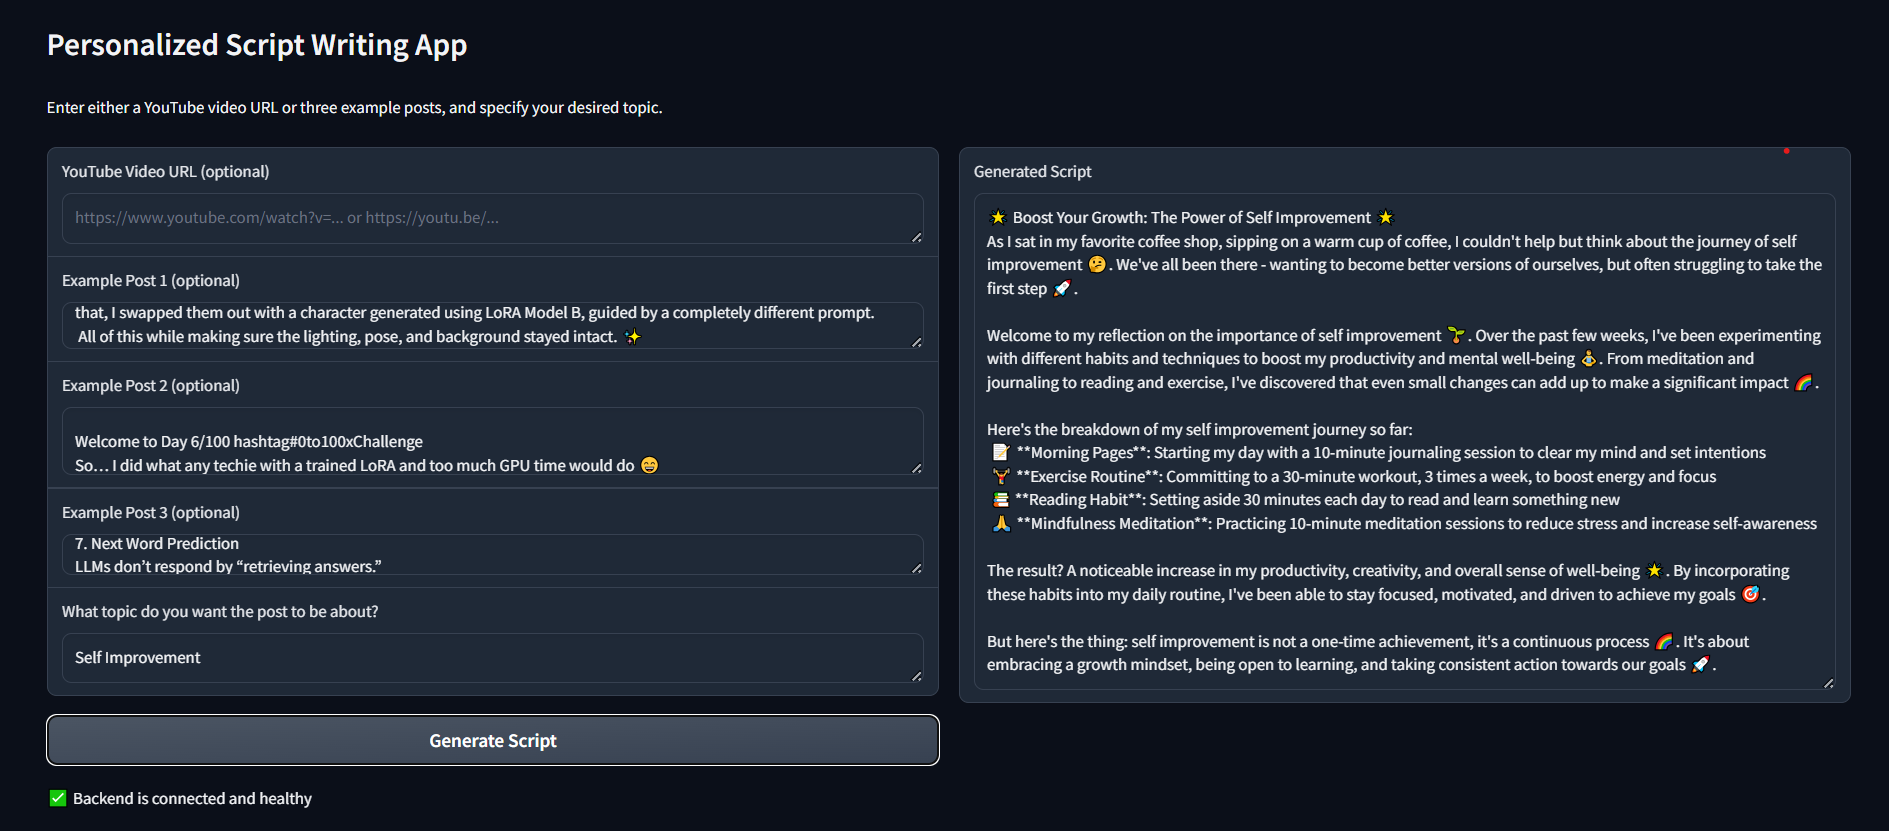 Personalized Script Writing App
Enter either a YouTube video URL or three example posts, and specify your desired topic.
YouTube Video URL (optional)
https://www.youtube.com/watch?v=... or https://youtu.be/...
Example Post 1 (optional)
that, I swapped them out with a character generated using LoRA Model B, guided by a completely different prompt.
All of this while making sure the lighting, pose, and background stayed intact. ✨
Example Post 2 (optional)
Welcome to Day 6/100 hashtag#0to100xChallenge
So… I did what any techie with a trained LoRA and too much GPU time would do 😄
Example Post 3 (optional)
7. Next Word Prediction
LLMs don’t respond by “retrieving answers.”
What topic do you want the post to be about?
Self Improvement
Generate Script
✅ Backend is connected and healthy
Generated Script
🌟 Boost Your Growth: The Power of Self Improvement 🌟
As I sat in my favorite coffee shop, sipping on a warm cup of coffee, I couldn't help but think about the journey of self
improvement 🤔. We've all been there - wanting to become better versions of ourselves, but often struggling to take the
first step 🚀.
Welcome to my reflection on the importance of self improvement 🌱. Over the past few weeks, I've been experimenting
with different habits and techniques to boost my productivity and mental well-being 🧘. From meditation and
journaling to reading and exercise, I've discovered that even small changes can add up to make a significant impact 🌈.
Here's the breakdown of my self improvement journey so far:
📝 **Morning Pages**: Starting my day with a 10-minute journaling session to clear my mind and set intentions
🏋️ **Exercise Routine**: Committing to a 30-minute workout, 3 times a week, to boost energy and focus
📚 **Reading Habit**: Setting aside 30 minutes each day to read and learn something new
🙏 **Mindfulness Meditation**: Practicing 10-minute meditation sessions to reduce stress and increase self-awareness
The result? A noticeable increase in my productivity, creativity, and overall sense of well-being 🌟. By incorporating
these habits into my daily routine, I've been able to stay focused, motivated, and driven to achieve my goals 🎯.
But here's the thing: self improvement is not a one-time achievement, it's a continuous process 🌈. It's about
embracing a growth mindset, being open to learning, and taking consistent action towards our goals 🚀.